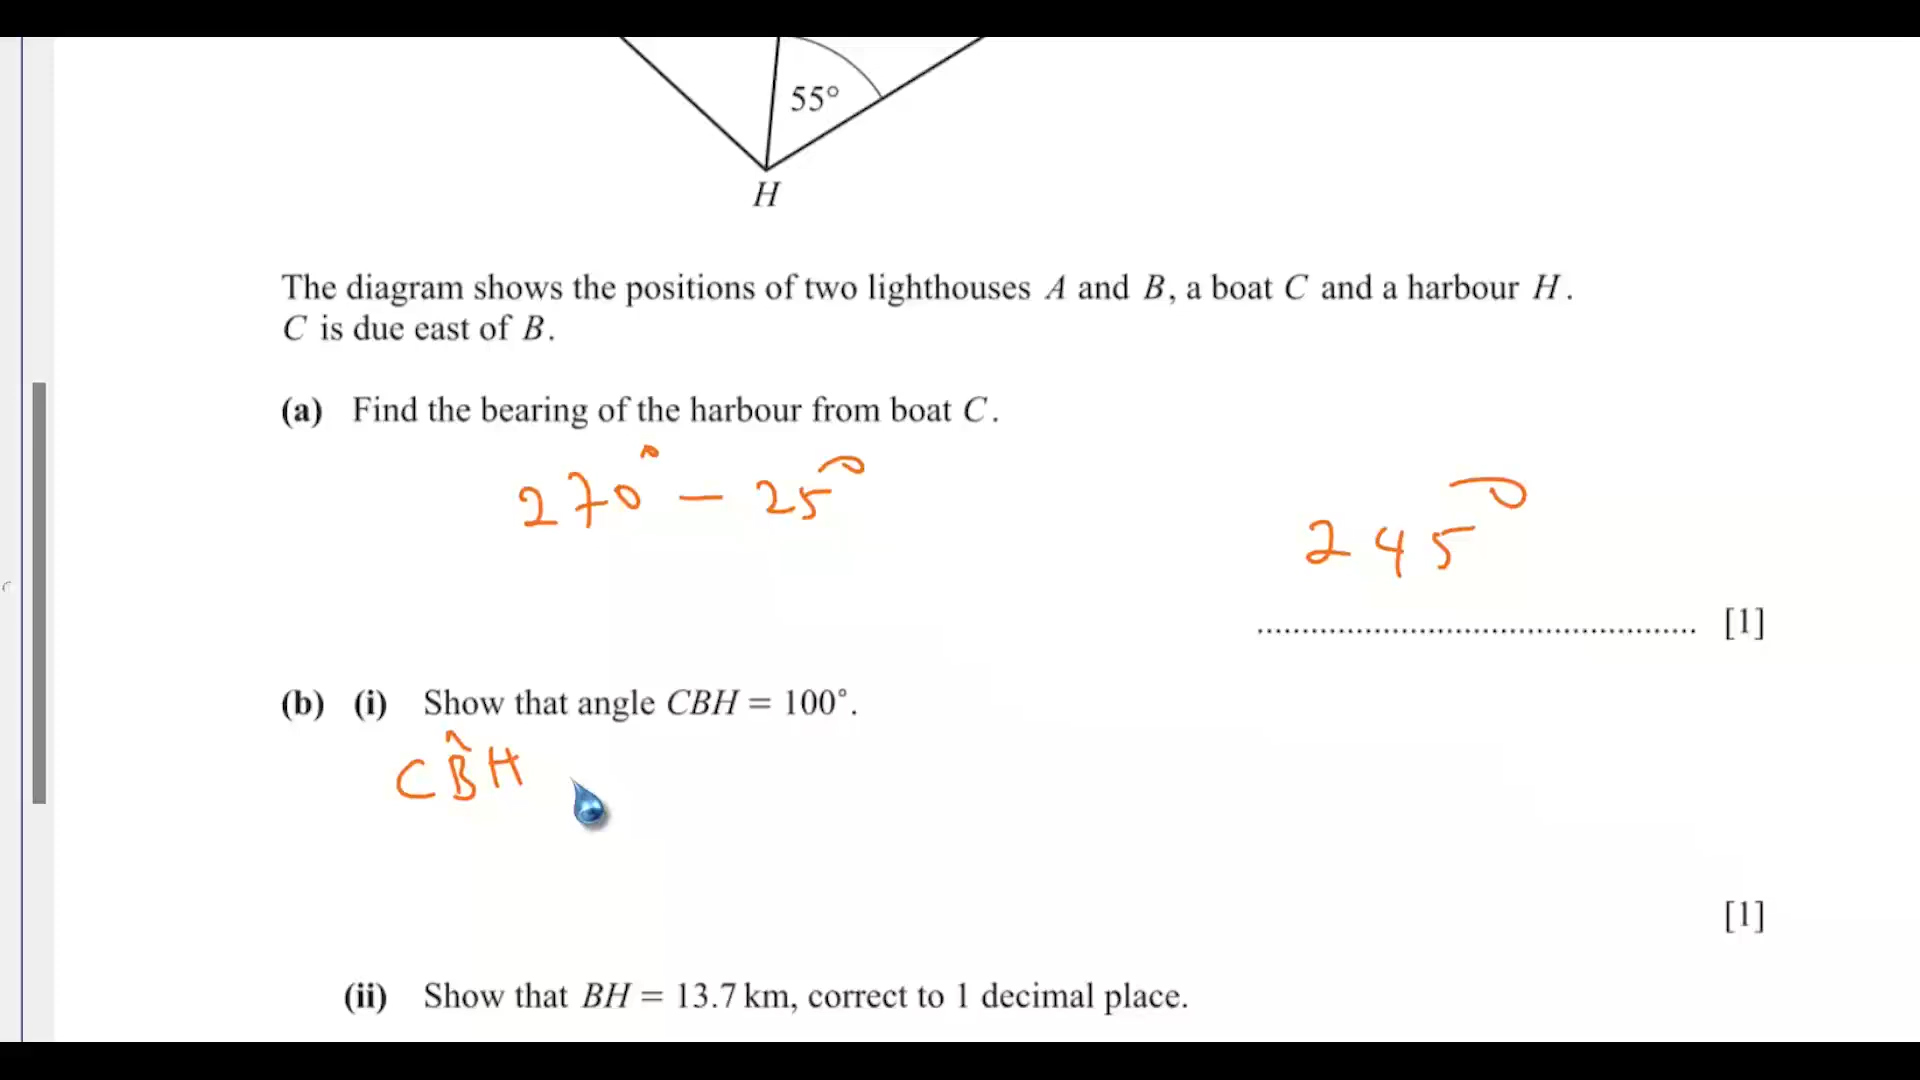 55°
H
The diagram shows the positions of two lighthouses A and B, a boat C and a harbour H.
C is due east of B.
(a) Find the bearing of the harbour from boat C.
270° – 25°
245°
[1]
(b) (i) Show that angle CBH = 100°.
CB̂H
[1]
(ii) Show that BH = 13.7 km, correct to 1 decimal place.